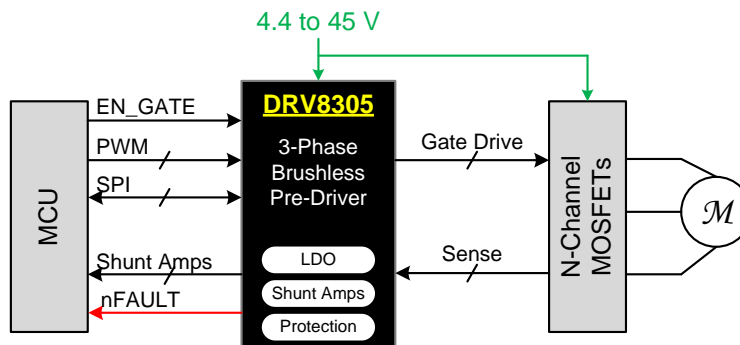 4.4 to 45 V
MCU
EN_GATE
PWM
SPI
Shunt Amps
nFAULT
DRV8305
3-Phase
Brushless
Pre-Driver
LDO
Shunt Amps
Protection
Gate Drive
Sense
N-Channel
MOSFETs
M